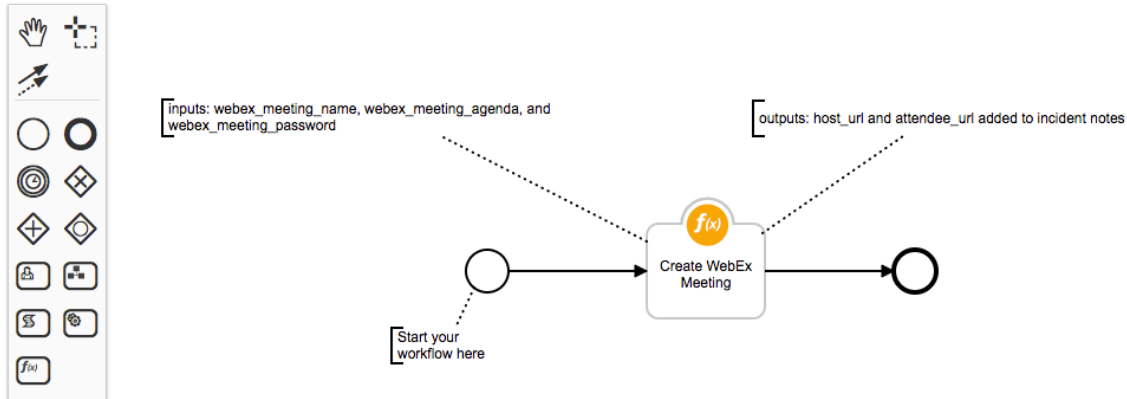 inputs: webex_meeting_name, webex_meeting_agenda, and
webex_meeting_password
outputs: host_url and attendee_url added to incident notes
f(x)
Create WebEx
Meeting
Start your
workflow here
f(x)